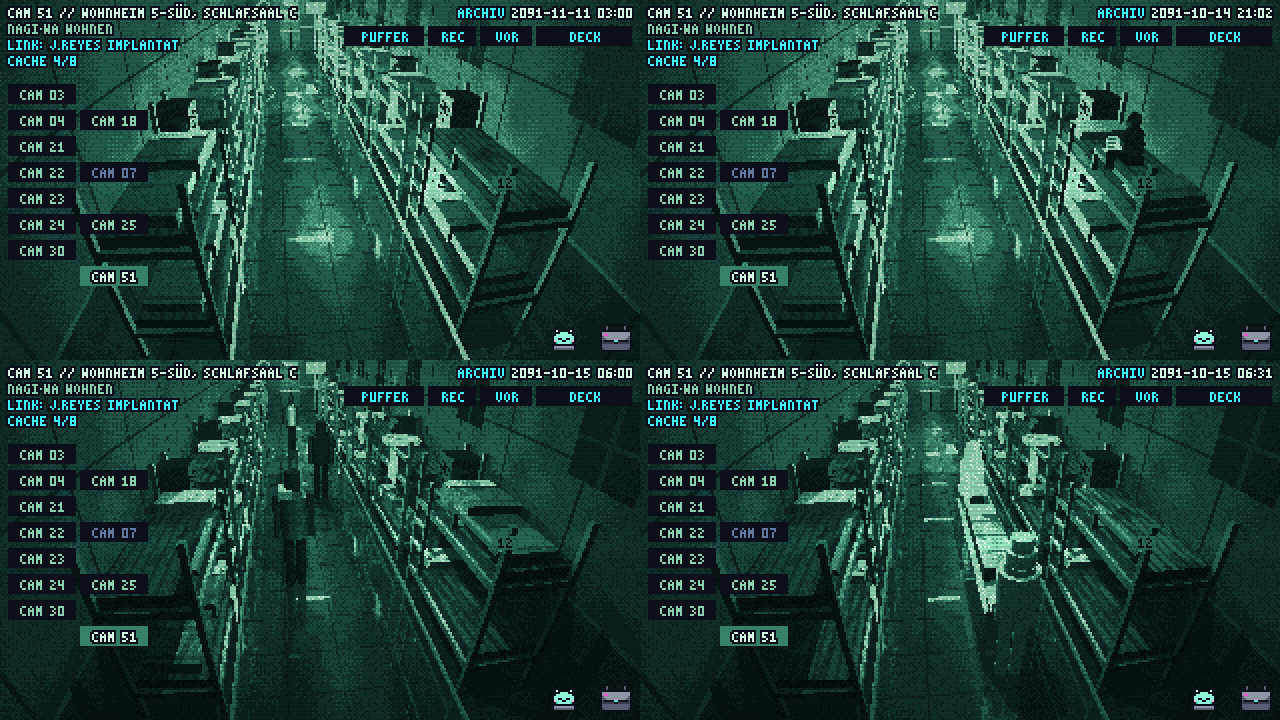 CAM 51 // WOHNHEIM 5-SÜD, SCHLAFSAAL C
ARCHIV 2091-11-11 03:00
NAGI-WA WOHNEN
PUFFER REC VOR DECK
LINK: J.REYES IMPLANTAT
CACHE 4/8
CAM 03
CAM 04 CAM 18
CAM 21
CAM 22 CAM 07
CAM 23
CAM 24 CAM 25
CAM 30
CAM 51
12
CAM 51 // WOHNHEIM 5-SÜD, SCHLAFSAAL C
ARCHIV 2091-10-14 21:02
NAGI-WA WOHNEN
PUFFER REC VOR DECK
LINK: J.REYES IMPLANTAT
CACHE 4/8
CAM 03
CAM 04 CAM 18
CAM 21
CAM 22 CAM 07
CAM 23
CAM 24 CAM 25
CAM 30
CAM 51
12
CAM 51 // WOHNHEIM 5-SÜD, SCHLAFSAAL C
ARCHIV 2091-10-15 06:00
NAGI-WA WOHNEN
PUFFER REC VOR DECK
LINK: J.REYES IMPLANTAT
CACHE 4/8
CAM 03
CAM 04 CAM 18
CAM 21
CAM 22 CAM 07
CAM 23
CAM 24 CAM 25
CAM 30
CAM 51
12
CAM 51 // WOHNHEIM 5-SÜD, SCHLAFSAAL C
ARCHIV 2091-10-15 06:31
NAGI-WA WOHNEN
PUFFER REC VOR DECK
LINK: J.REYES IMPLANTAT
CACHE 4/8
CAM 03
CAM 04 CAM 18
CAM 21
CAM 22 CAM 07
CAM 23
CAM 24 CAM 25
CAM 30
CAM 51
12